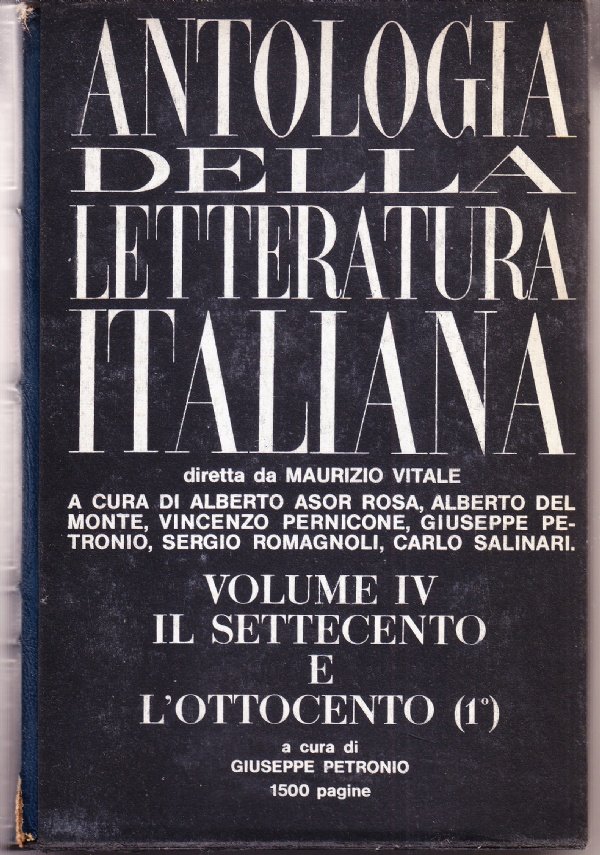 ANTOLOGIA
DELLA
LETTERATURA
ITALIANA
diretta da MAURIZIO VITALE
A CURA DI ALBERTO ASOR ROSA, ALBERTO DEL
MONTE, VINCENZO PERNICONE, GIUSEPPE PE-
TRONIO, SERGIO ROMAGNOLI, CARLO SALINARI.
VOLUME IV
IL SETTECENTO
E
L'OTTOCENTO (1º)
a cura di
GIUSEPPE PETRONIO
1500 pagine